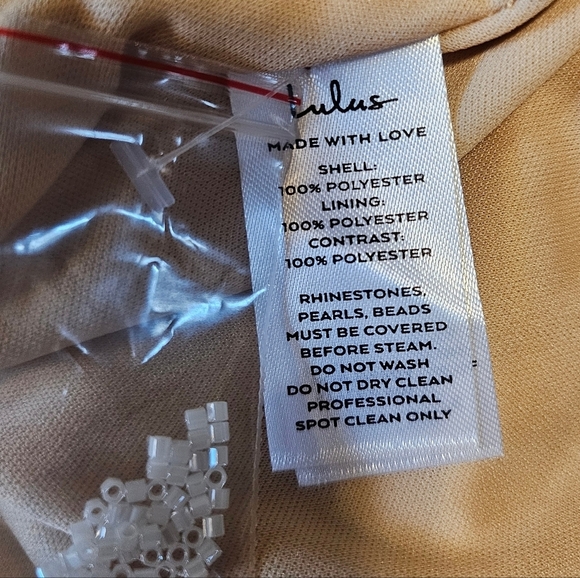 Lulus
MADE WITH LOVE
SHELL:
100% POLYESTER
LINING:
100% POLYESTER
CONTRAST:
100% POLYESTER
RHINESTONES,
PEARLS, BEADS
MUST BE COVERED
BEFORE STEAM.
DO NOT WASH
DO NOT DRY CLEAN
PROFESSIONAL
SPOT CLEAN ONLY